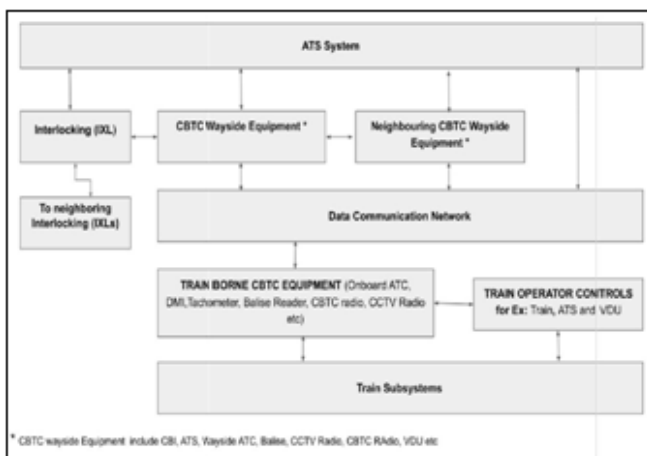 ATS System
Interlocking (IXL)
CBTC Wayside Equipment *
Neighbouring CBTC Wayside
Equipment *
To neighboring
Interlocking (IXLs)
Data Communication Network
TRAIN BORNE CBTC EQUIPMENT (Onboard ATC,
DMI,Tachometer, Balise Reader, CBTC radio, CCTV Radio
etc)
TRAIN OPERATOR CONTROLS
for Ex: Train, ATS and VDU
Train Subsystems
* CBTC wayside Equipment include CBI, ATS, Wayside ATC, Balise, CCTV Radio, CBTC RAdio, VDU etc